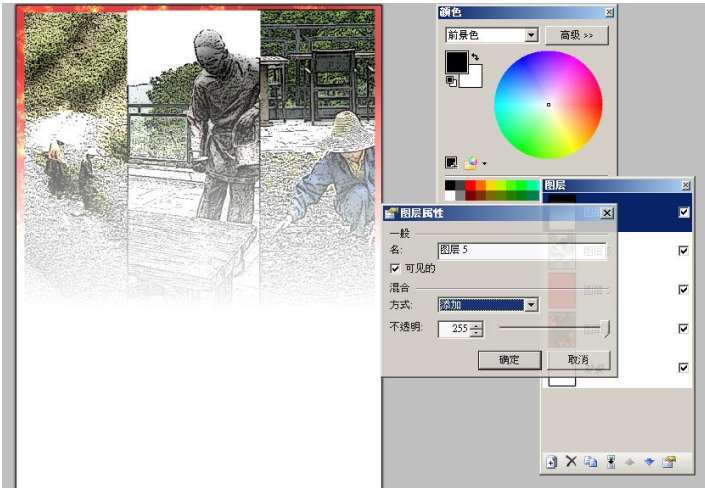 颜色
前景色
高级 >>
图层
图层属性
一般
名:
图层 5
可见的
混合
方式:
添加
不透明:
255
确定
取消